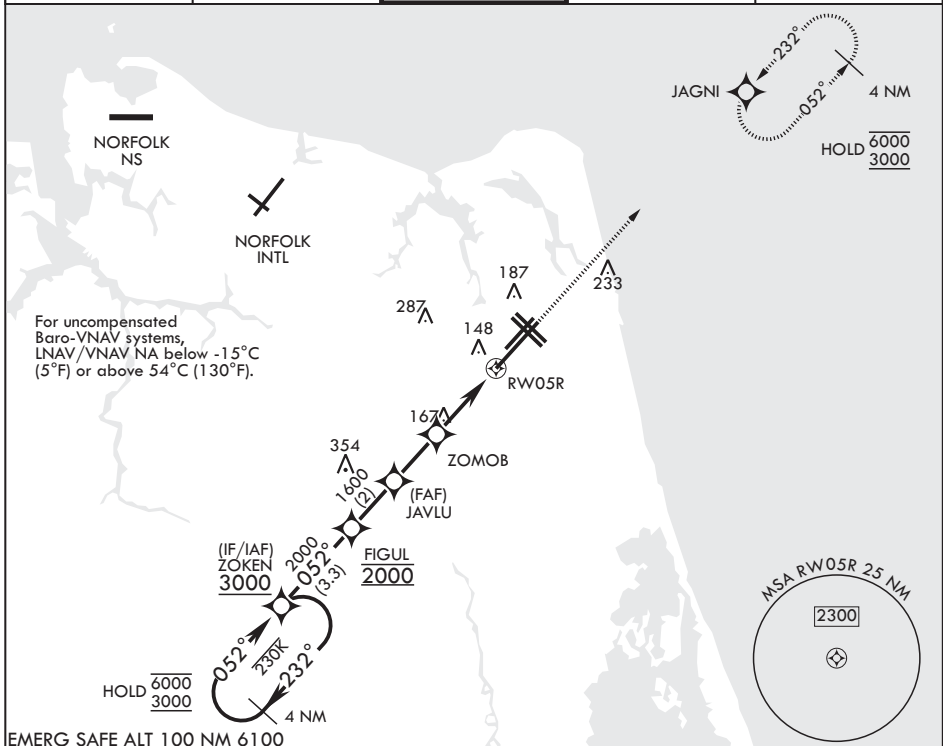 232°
JAGNI
052°
4 NM
HOLD 6000
3000
NORFOLK
NS
NORFOLK
INTL
187
233
287
148
For uncompensated
Baro-VNAV systems,
LNAV/VNAV NA below -15°C
(5°F) or above 54°C (130°F).
RW05R
167
ZOMOB
354
1600
(2)
(FAF)
JAVLU
(IF/IAF)
ZOKEN
3000
2000
052°
(3.3)
FIGUL
2000
MSA RW05R 25 NM
2300
052°
230K
232°
HOLD 6000
3000
4 NM
EMERG SAFE ALT 100 NM 6100